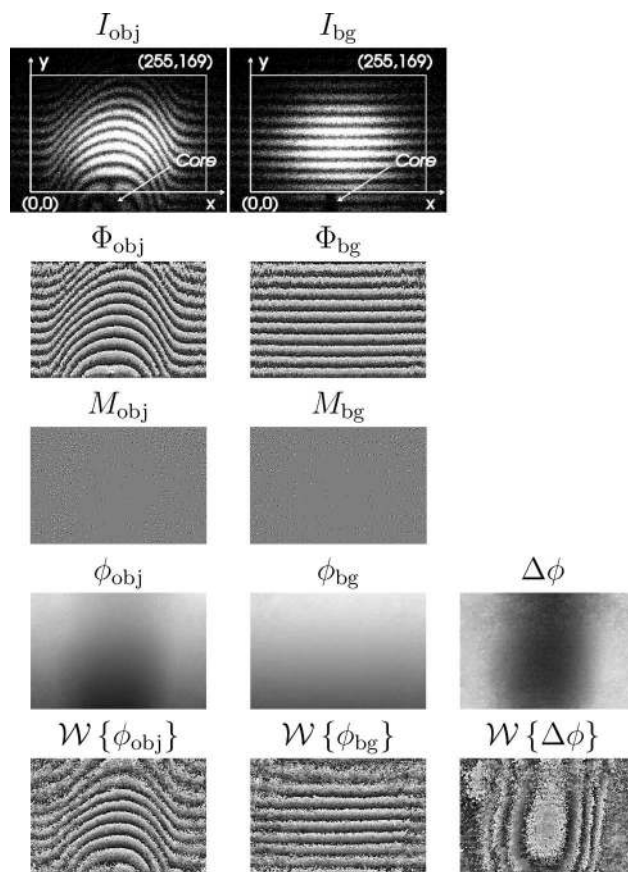 I_obj I_bg
y (255,169) y (255,169)
Core Core
(0,0) x (0,0) x
Φ_obj Φ_bg
M_obj M_bg
ϕ_obj ϕ_bg Δϕ
𝒲 {ϕ_obj} 𝒲 {ϕ_bg} 𝒲 {Δϕ}